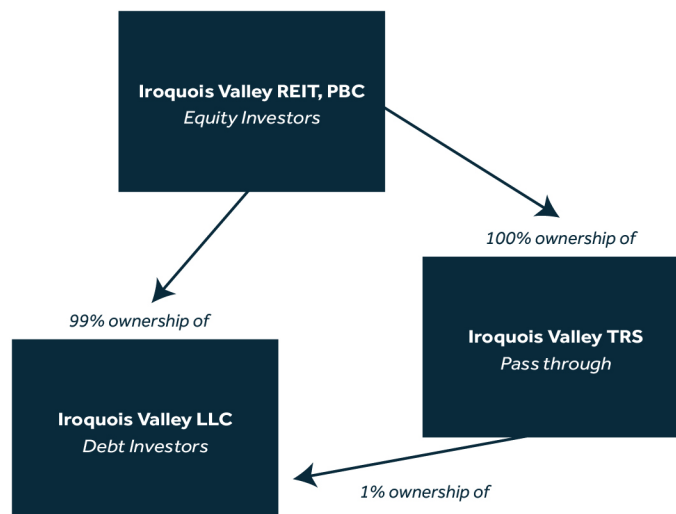 Iroquois Valley REIT, PBC
Equity Investors
100% ownership of
99% ownership of
Iroquois Valley TRS
Pass through
Iroquois Valley LLC
Debt Investors
1% ownership of